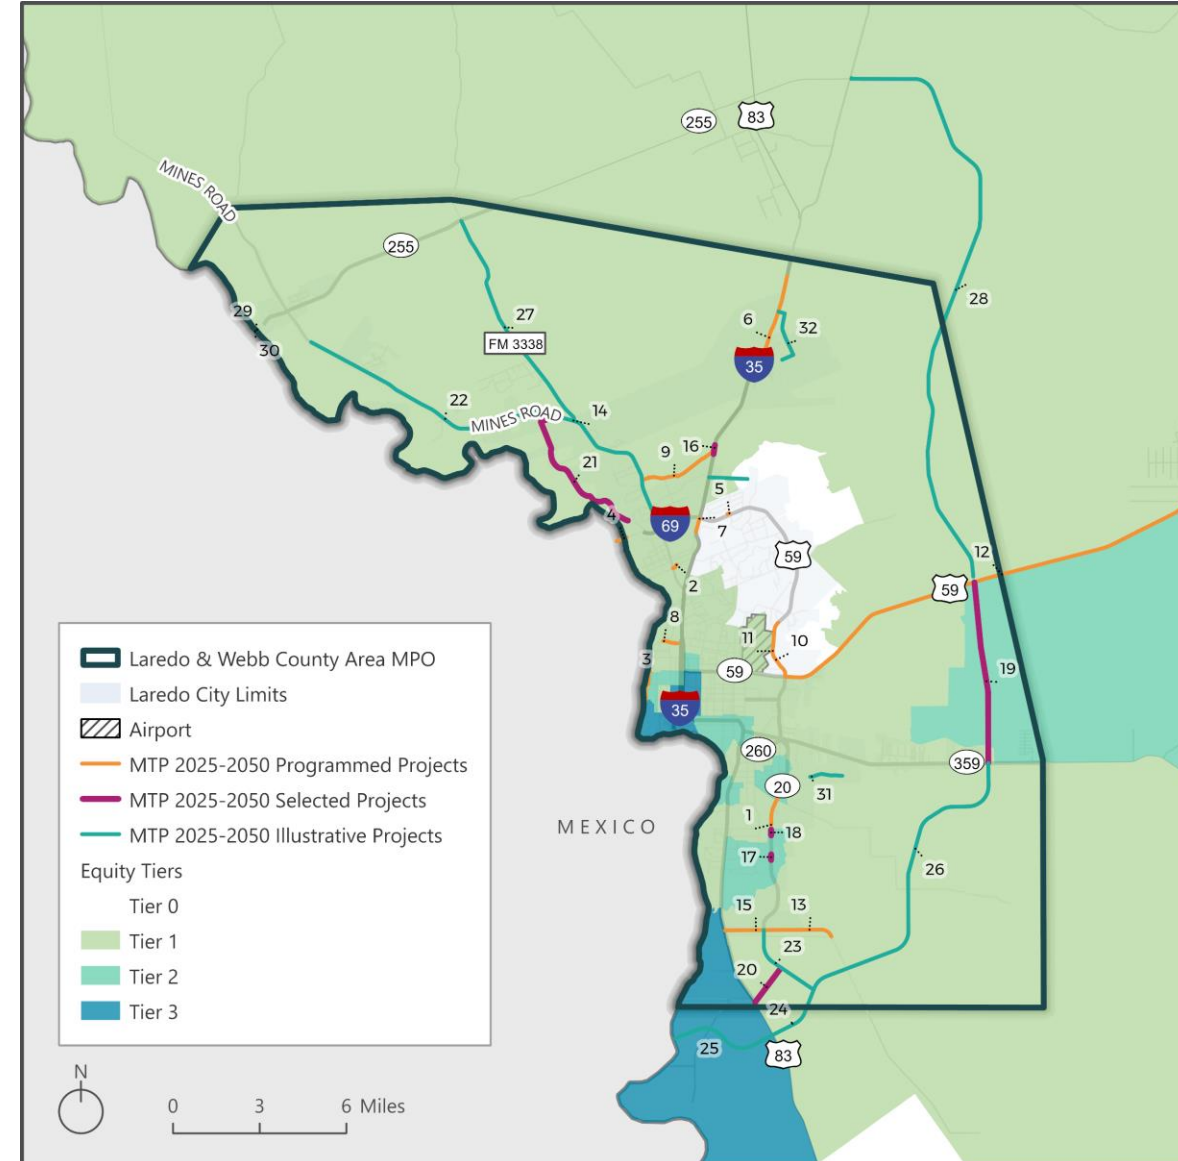 83
255
MINES ROAD
255
28
29
27
6
32
30
FM 3338
35
22
MINES ROAD
14
16
9
21
5
4
69
7
59
12
2
59
8
11
10
3
59
19
35
260
359
20
31
1
18
MEXICO
17
26
15
13
23
20
24
25
83
Laredo & Webb County Area MPO
Laredo City Limits
Airport
MTP 2025-2050 Programmed Projects
MTP 2025-2050 Selected Projects
MTP 2025-2050 Illustrative Projects
Equity Tiers
Tier 0
Tier 1
Tier 2
Tier 3
N
0 3 6 Miles